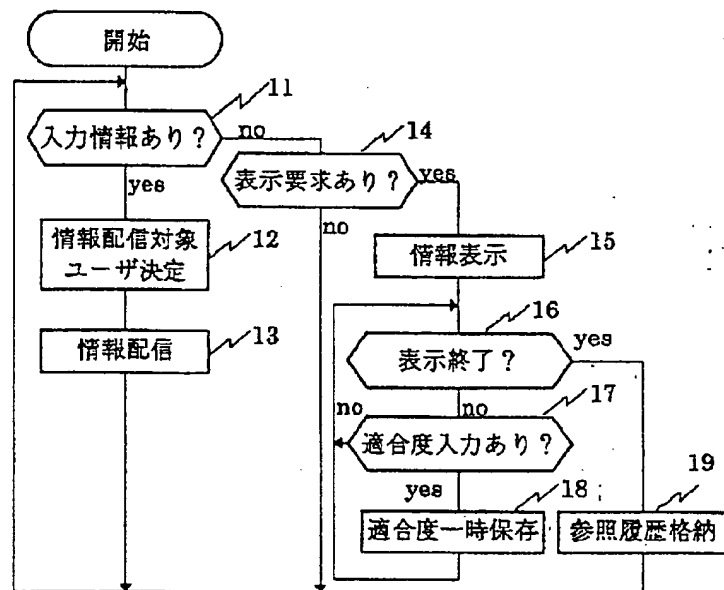 開始
11
入力情報あり?
no
14
表示要求あり?
yes
yes
no
情報配信対象
ユーザ決定
12
情報表示
15
情報配信
13
16
表示終了?
yes
no
no
17
適合度入力あり?
yes
18
19
適合度一時保存
参照履歴格納